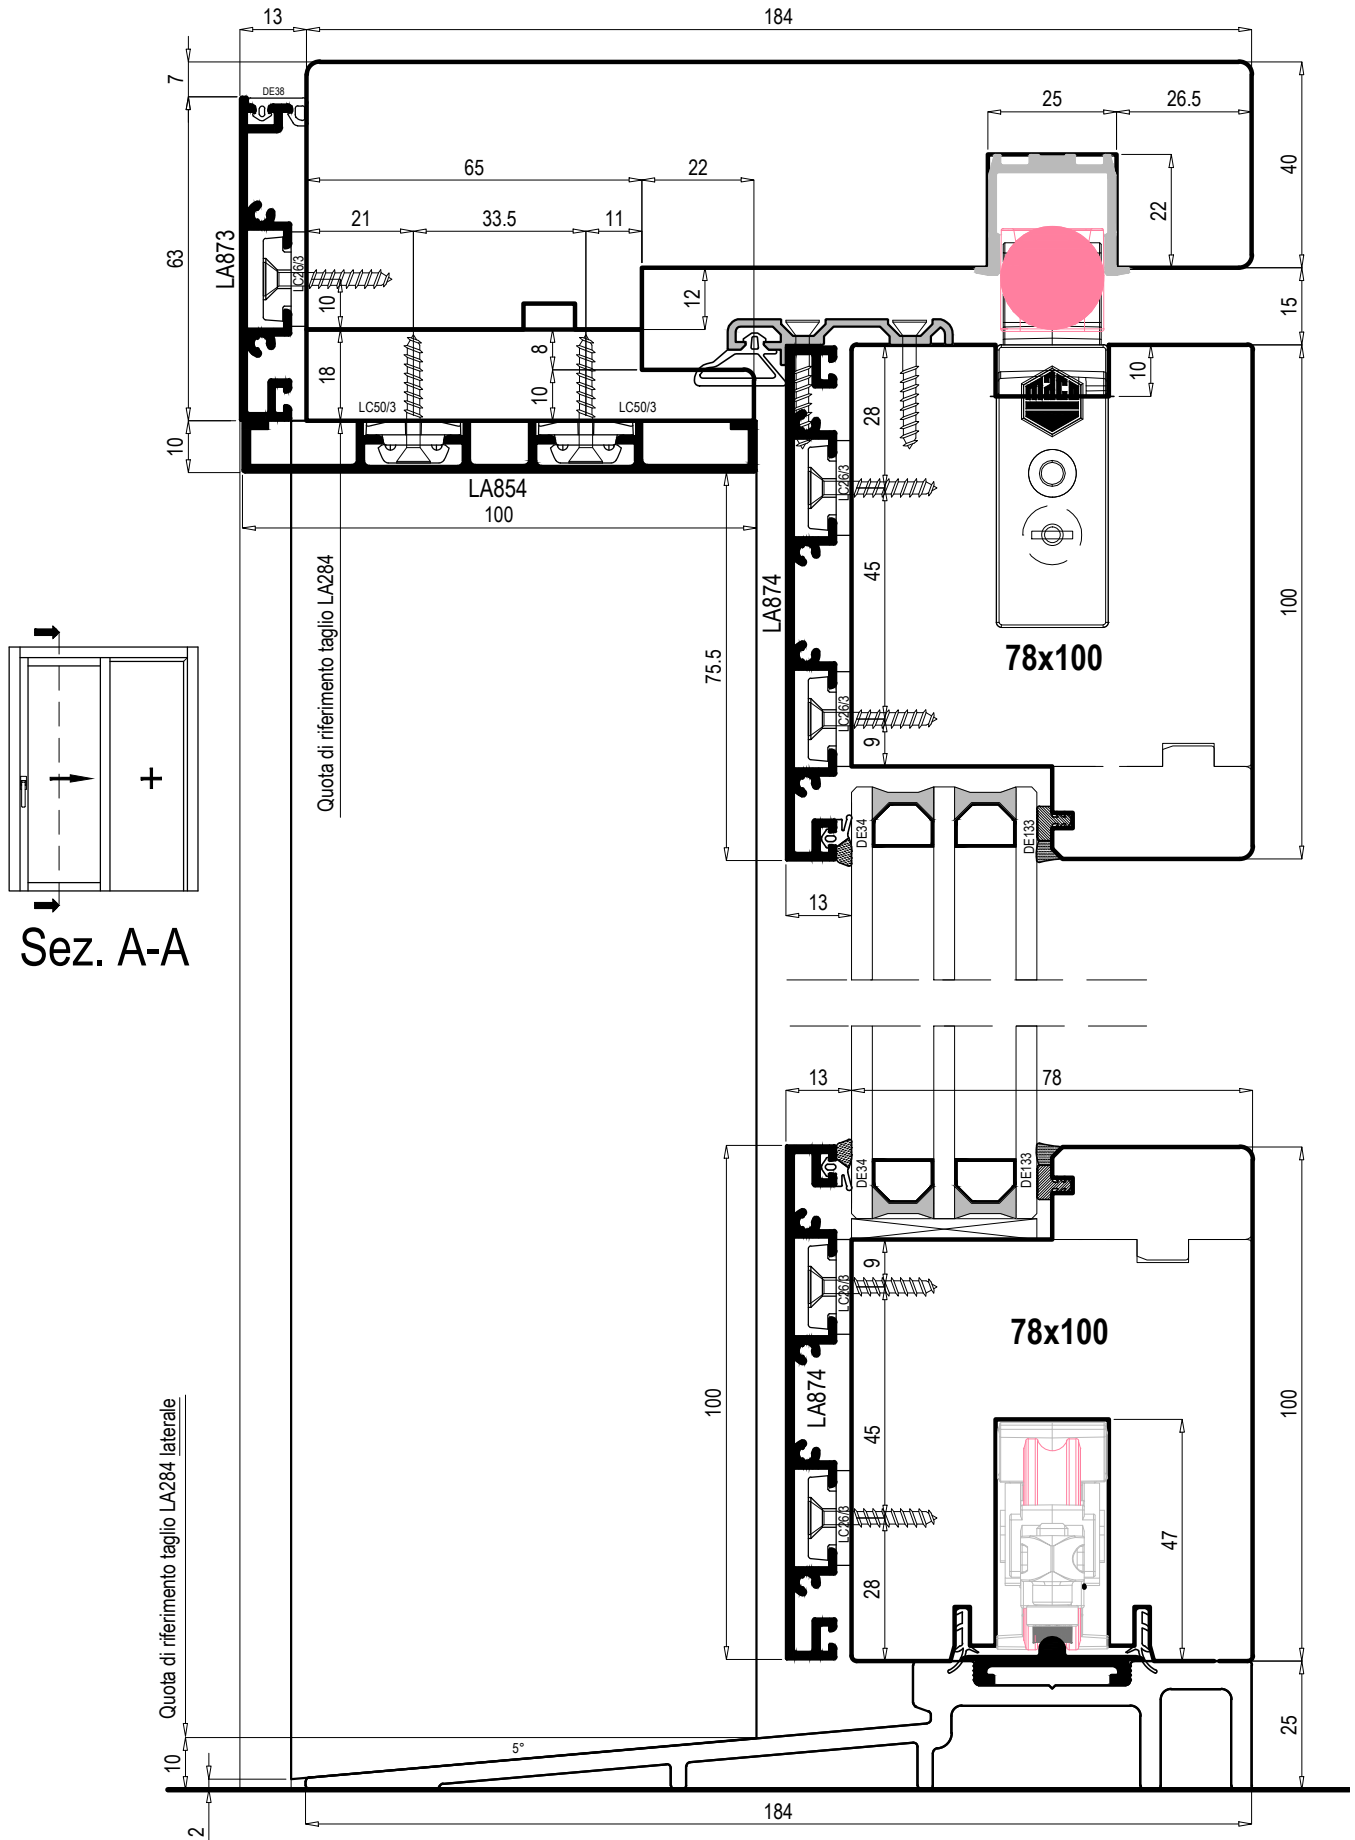 13
184
7
DE38
25
26.5
40
65
22
22
21
33.5
11
63
LA873
LC26/3
10
12
15
18
8
10
10
LC50/3
LC50/3
28
10
maco
10
LA854
100
LC26/3
Quota di riferimento taglio LA284
45
LA874
100
75.5
78x100
LC26/3
9
DE34
DE133
13
Sez. A-A
13
78
DE34
DE133
9
LC26/3
78x100
100
LA874
100
45
47
LC26/3
28
Quota di riferimento taglio LA284 laterale
5°
10
25
2
184